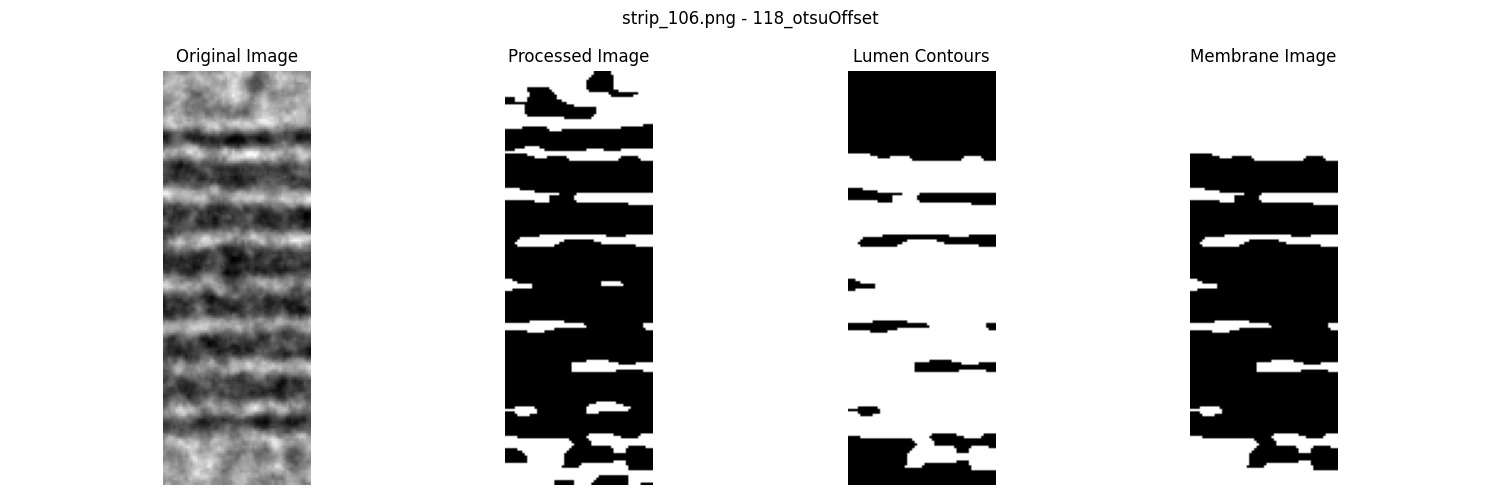 strip_106.png - 118_otsuOffset
Original Image
Processed Image
Lumen Contours
Membrane Image